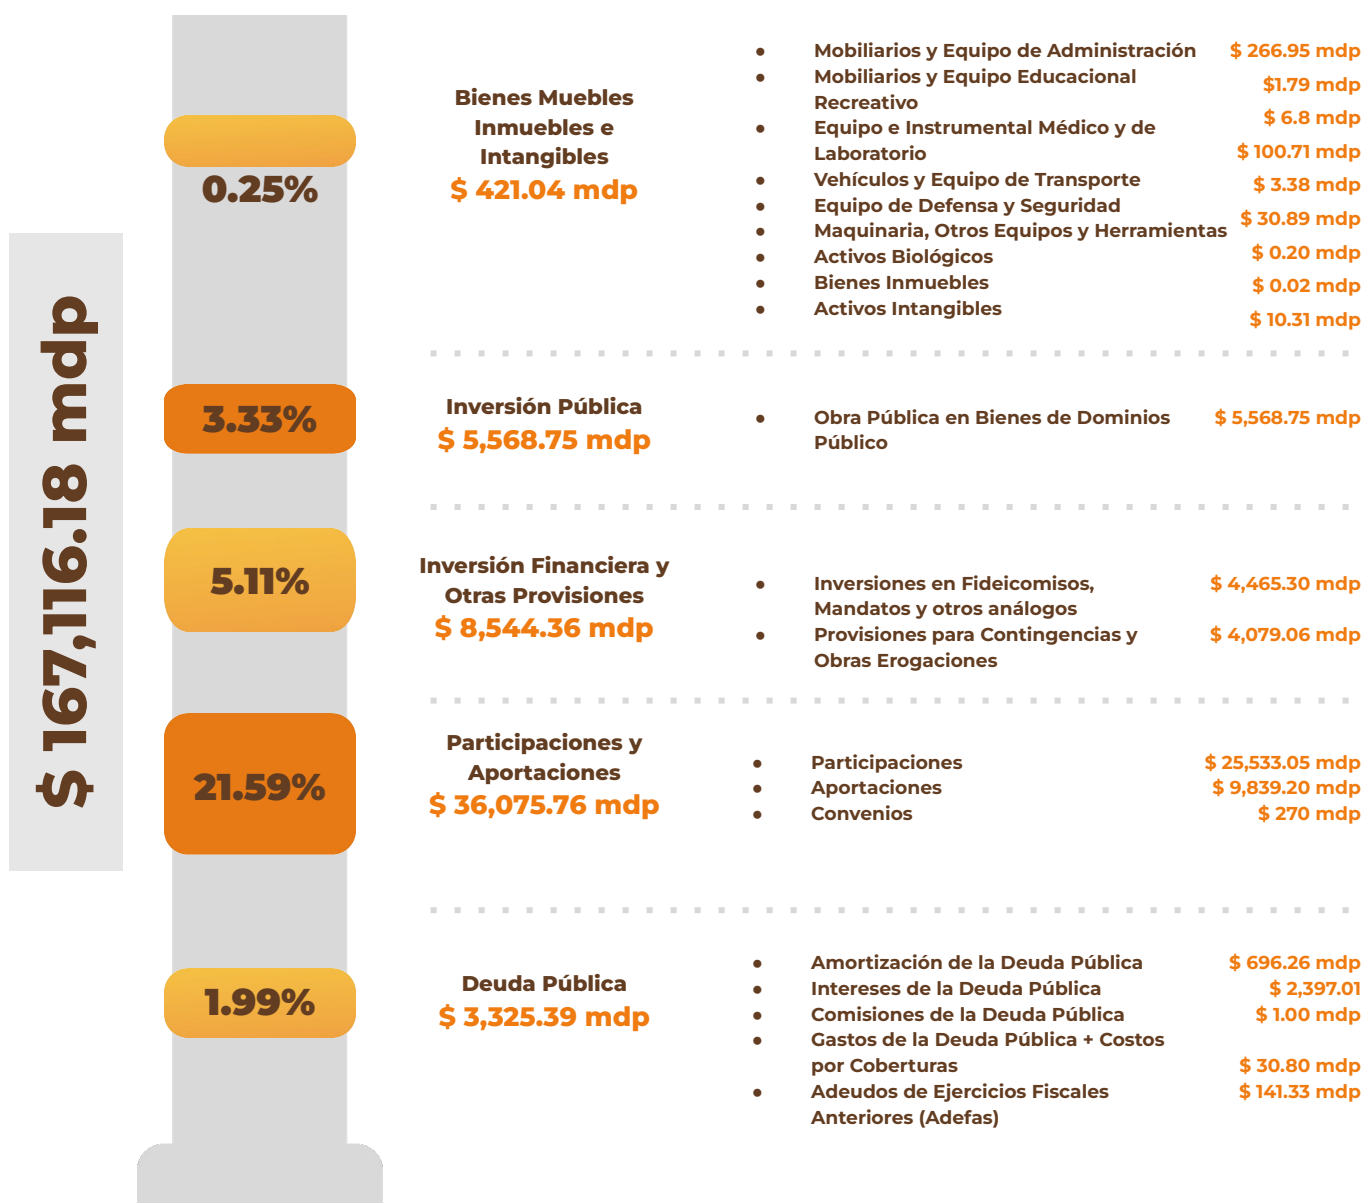 $ 167,116.18 mdp
0.25%
Bienes Muebles
Inmuebles e
Intangibles
$ 421.04 mdp
● Mobiliarios y Equipo de Administración $ 266.95 mdp
● Mobiliarios y Equipo Educacional
Recreativo $1.79 mdp
● Equipo e Instrumental Médico y de
Laboratorio $ 6.8 mdp
● Vehículos y Equipo de Transporte $ 100.71 mdp
● Equipo de Defensa y Seguridad $ 3.38 mdp
● Maquinaria, Otros Equipos y Herramientas $ 30.89 mdp
● Activos Biológicos $ 0.20 mdp
● Bienes Inmuebles $ 0.02 mdp
● Activos Intangibles $ 10.31 mdp
3.33%
Inversión Pública
$ 5,568.75 mdp
● Obra Pública en Bienes de Dominios $ 5,568.75 mdp
Público
5.11%
Inversión Financiera y
Otras Provisiones
$ 8,544.36 mdp
● Inversiones en Fideicomisos, $ 4,465.30 mdp
Mandatos y otros análogos
● Provisiones para Contingencias y $ 4,079.06 mdp
Obras Erogaciones
21.59%
Participaciones y
Aportaciones
$ 36,075.76 mdp
● Participaciones $ 25,533.05 mdp
● Aportaciones $ 9,839.20 mdp
● Convenios $ 270 mdp
1.99%
Deuda Pública
$ 3,325.39 mdp
● Amortización de la Deuda Pública $ 696.26 mdp
● Intereses de la Deuda Pública $ 2,397.01
● Comisiones de la Deuda Pública $ 1.00 mdp
● Gastos de la Deuda Pública + Costos
por Coberturas $ 30.80 mdp
● Adeudos de Ejercicios Fiscales $ 141.33 mdp
Anteriores (Adefas)